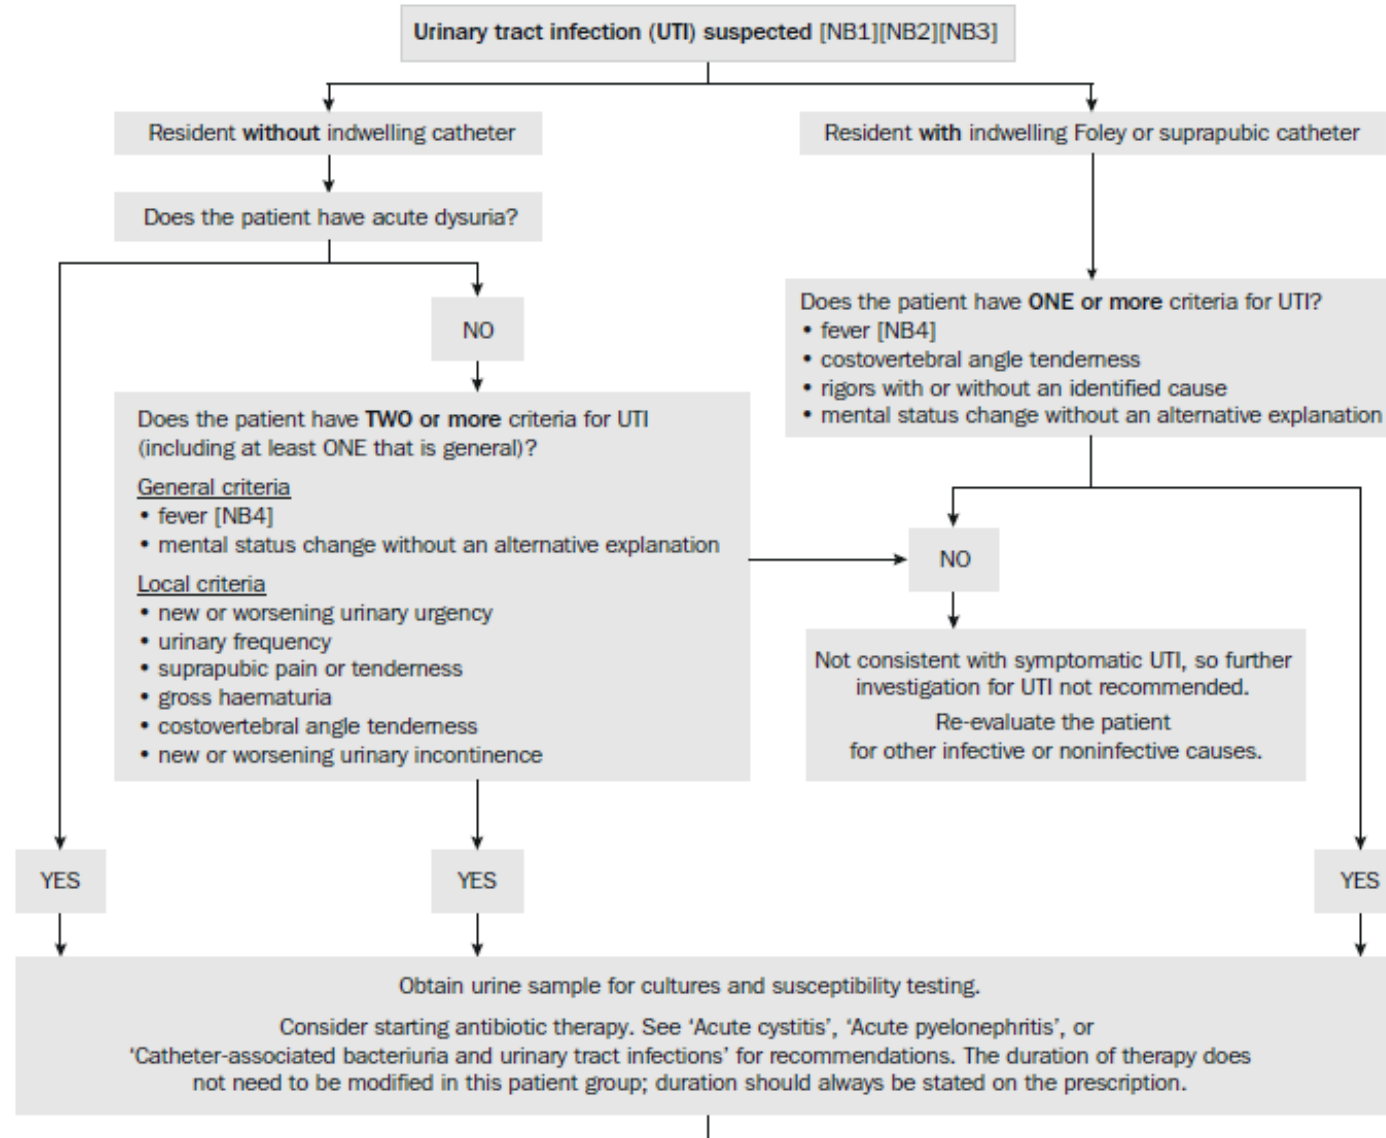 Urinary tract infection (UTI) suspected [NB1][NB2][NB3]
Resident without indwelling catheter
Resident with indwelling Foley or suprapubic catheter
Does the patient have acute dysuria?
NO
Does the patient have TWO or more criteria for UTI
(including at least ONE that is general)?
General criteria
• fever [NB4]
• mental status change without an alternative explanation
Local criteria
• new or worsening urinary urgency
• urinary frequency
• suprapubic pain or tenderness
• gross haematuria
• costovertebral angle tenderness
• new or worsening urinary incontinence
Does the patient have ONE or more criteria for UTI?
• fever [NB4]
• costovertebral angle tenderness
• rigors with or without an identified cause
• mental status change without an alternative explanation
NO
Not consistent with symptomatic UTI, so further
investigation for UTI not recommended.
Re-evaluate the patient
for other infective or noninfective causes.
YES
YES
YES
Obtain urine sample for cultures and susceptibility testing.
Consider starting antibiotic therapy. See ‘Acute cystitis’, ‘Acute pyelonephritis’, or
‘Catheter-associated bacteriuria and urinary tract infections’ for recommendations. The duration of therapy does
not need to be modified in this patient group; duration should always be stated on the prescription.